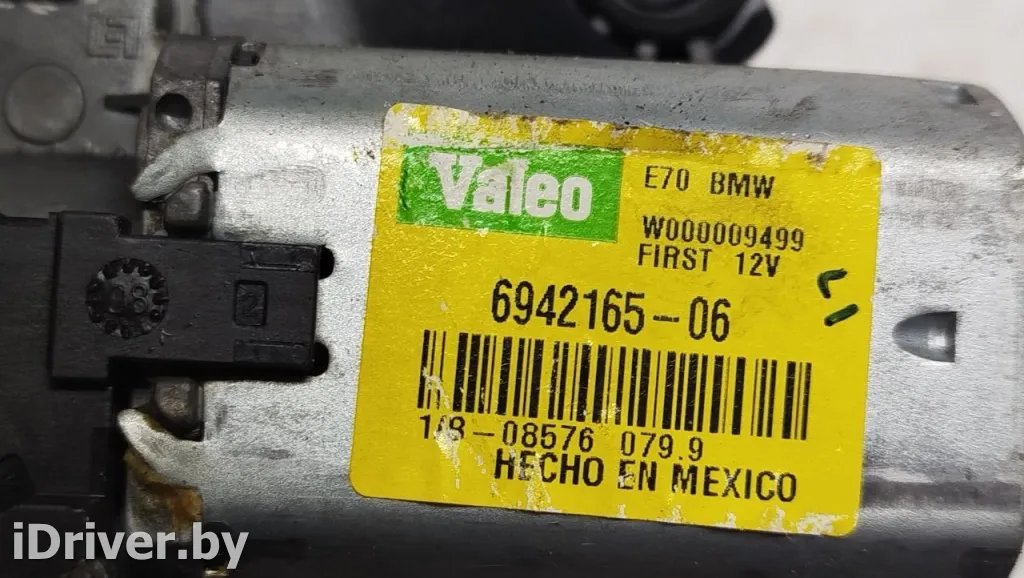 Valeo
E70 BMW
W000009499
FIRST 12V
6942165-06
08576 079.9
HECHO EN MEXICO
iDriver.by